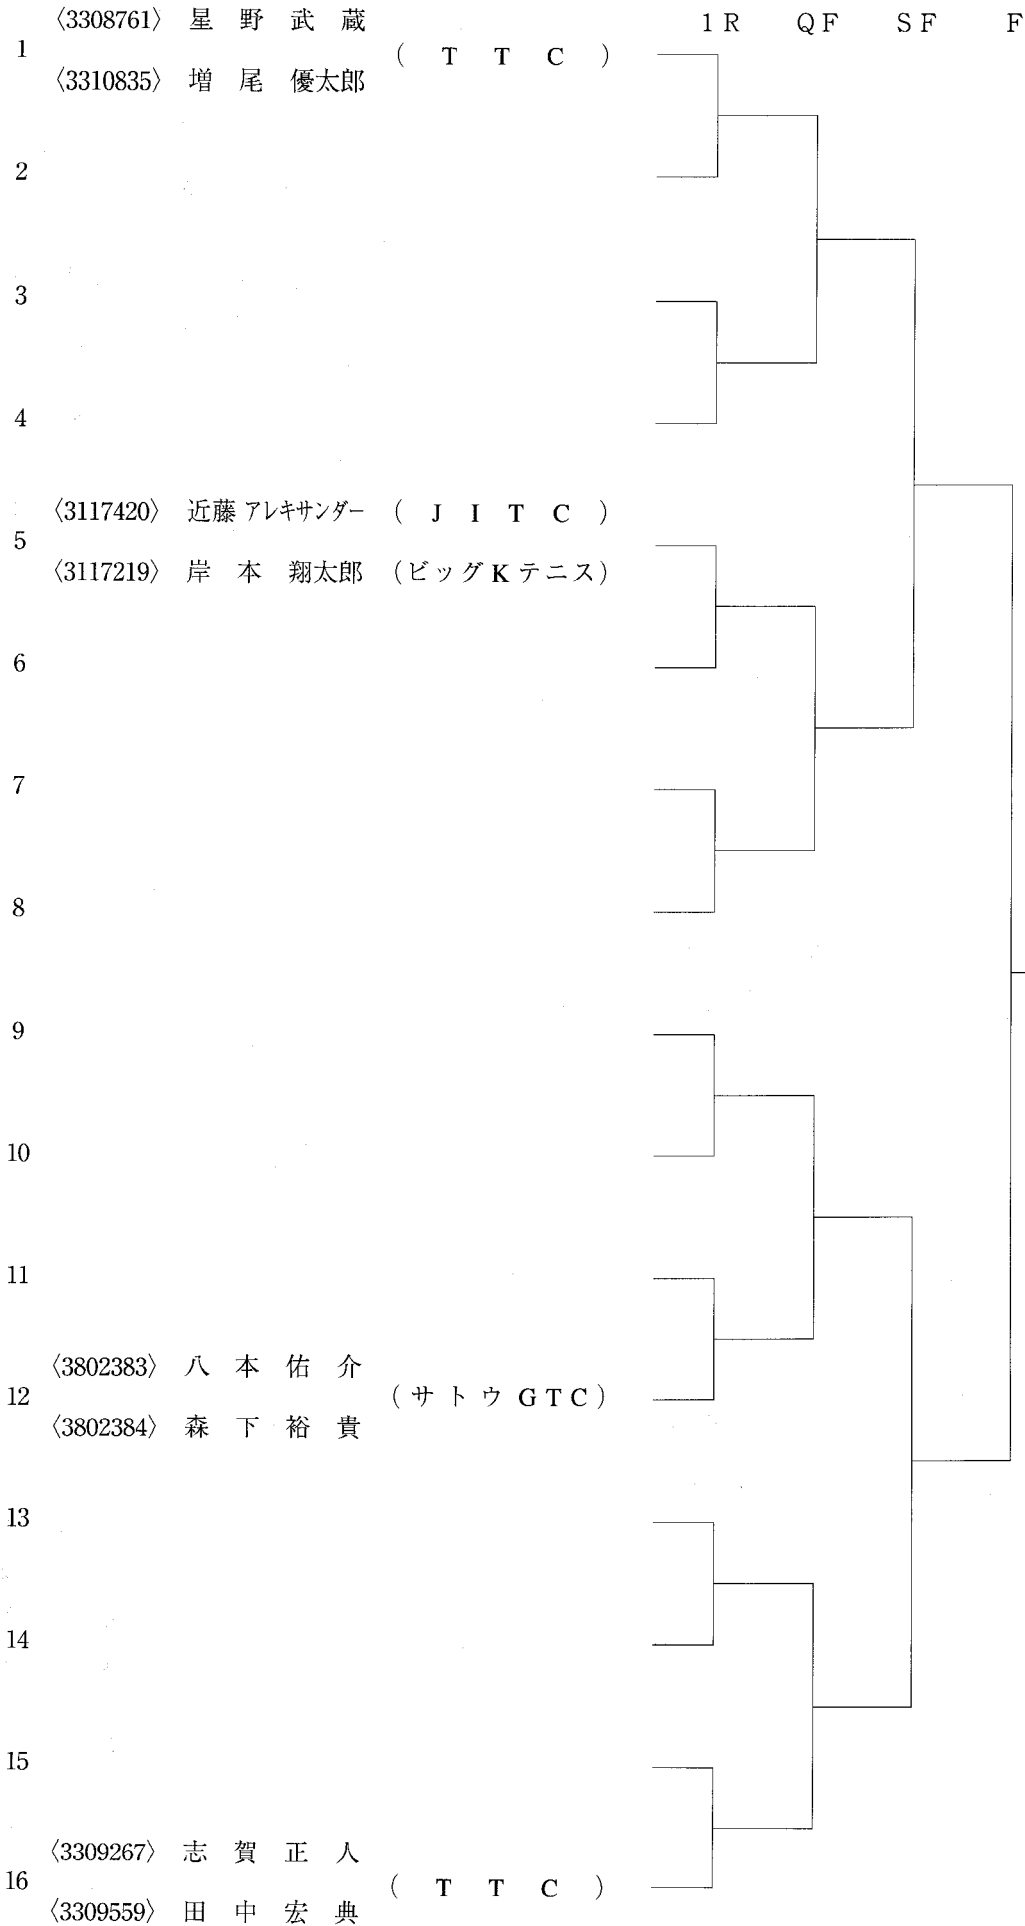 1R QF SF F
〈3308761〉 星野武蔵
1 (TTC)
〈3310835〉 増尾優太郎
2
3
4
〈3117420〉 近藤アレキサンダー (JITC)
5
〈3117219〉 岸本翔太郎 (ビッグKテニス)
6
7
8
9
10
11
〈3802383〉 八本佑介
12 (サトウGTC)
〈3802384〉 森下裕貴
13
14
15
〈3309267〉 志賀正人
16 (TTC)
〈3309559〉 田中宏典